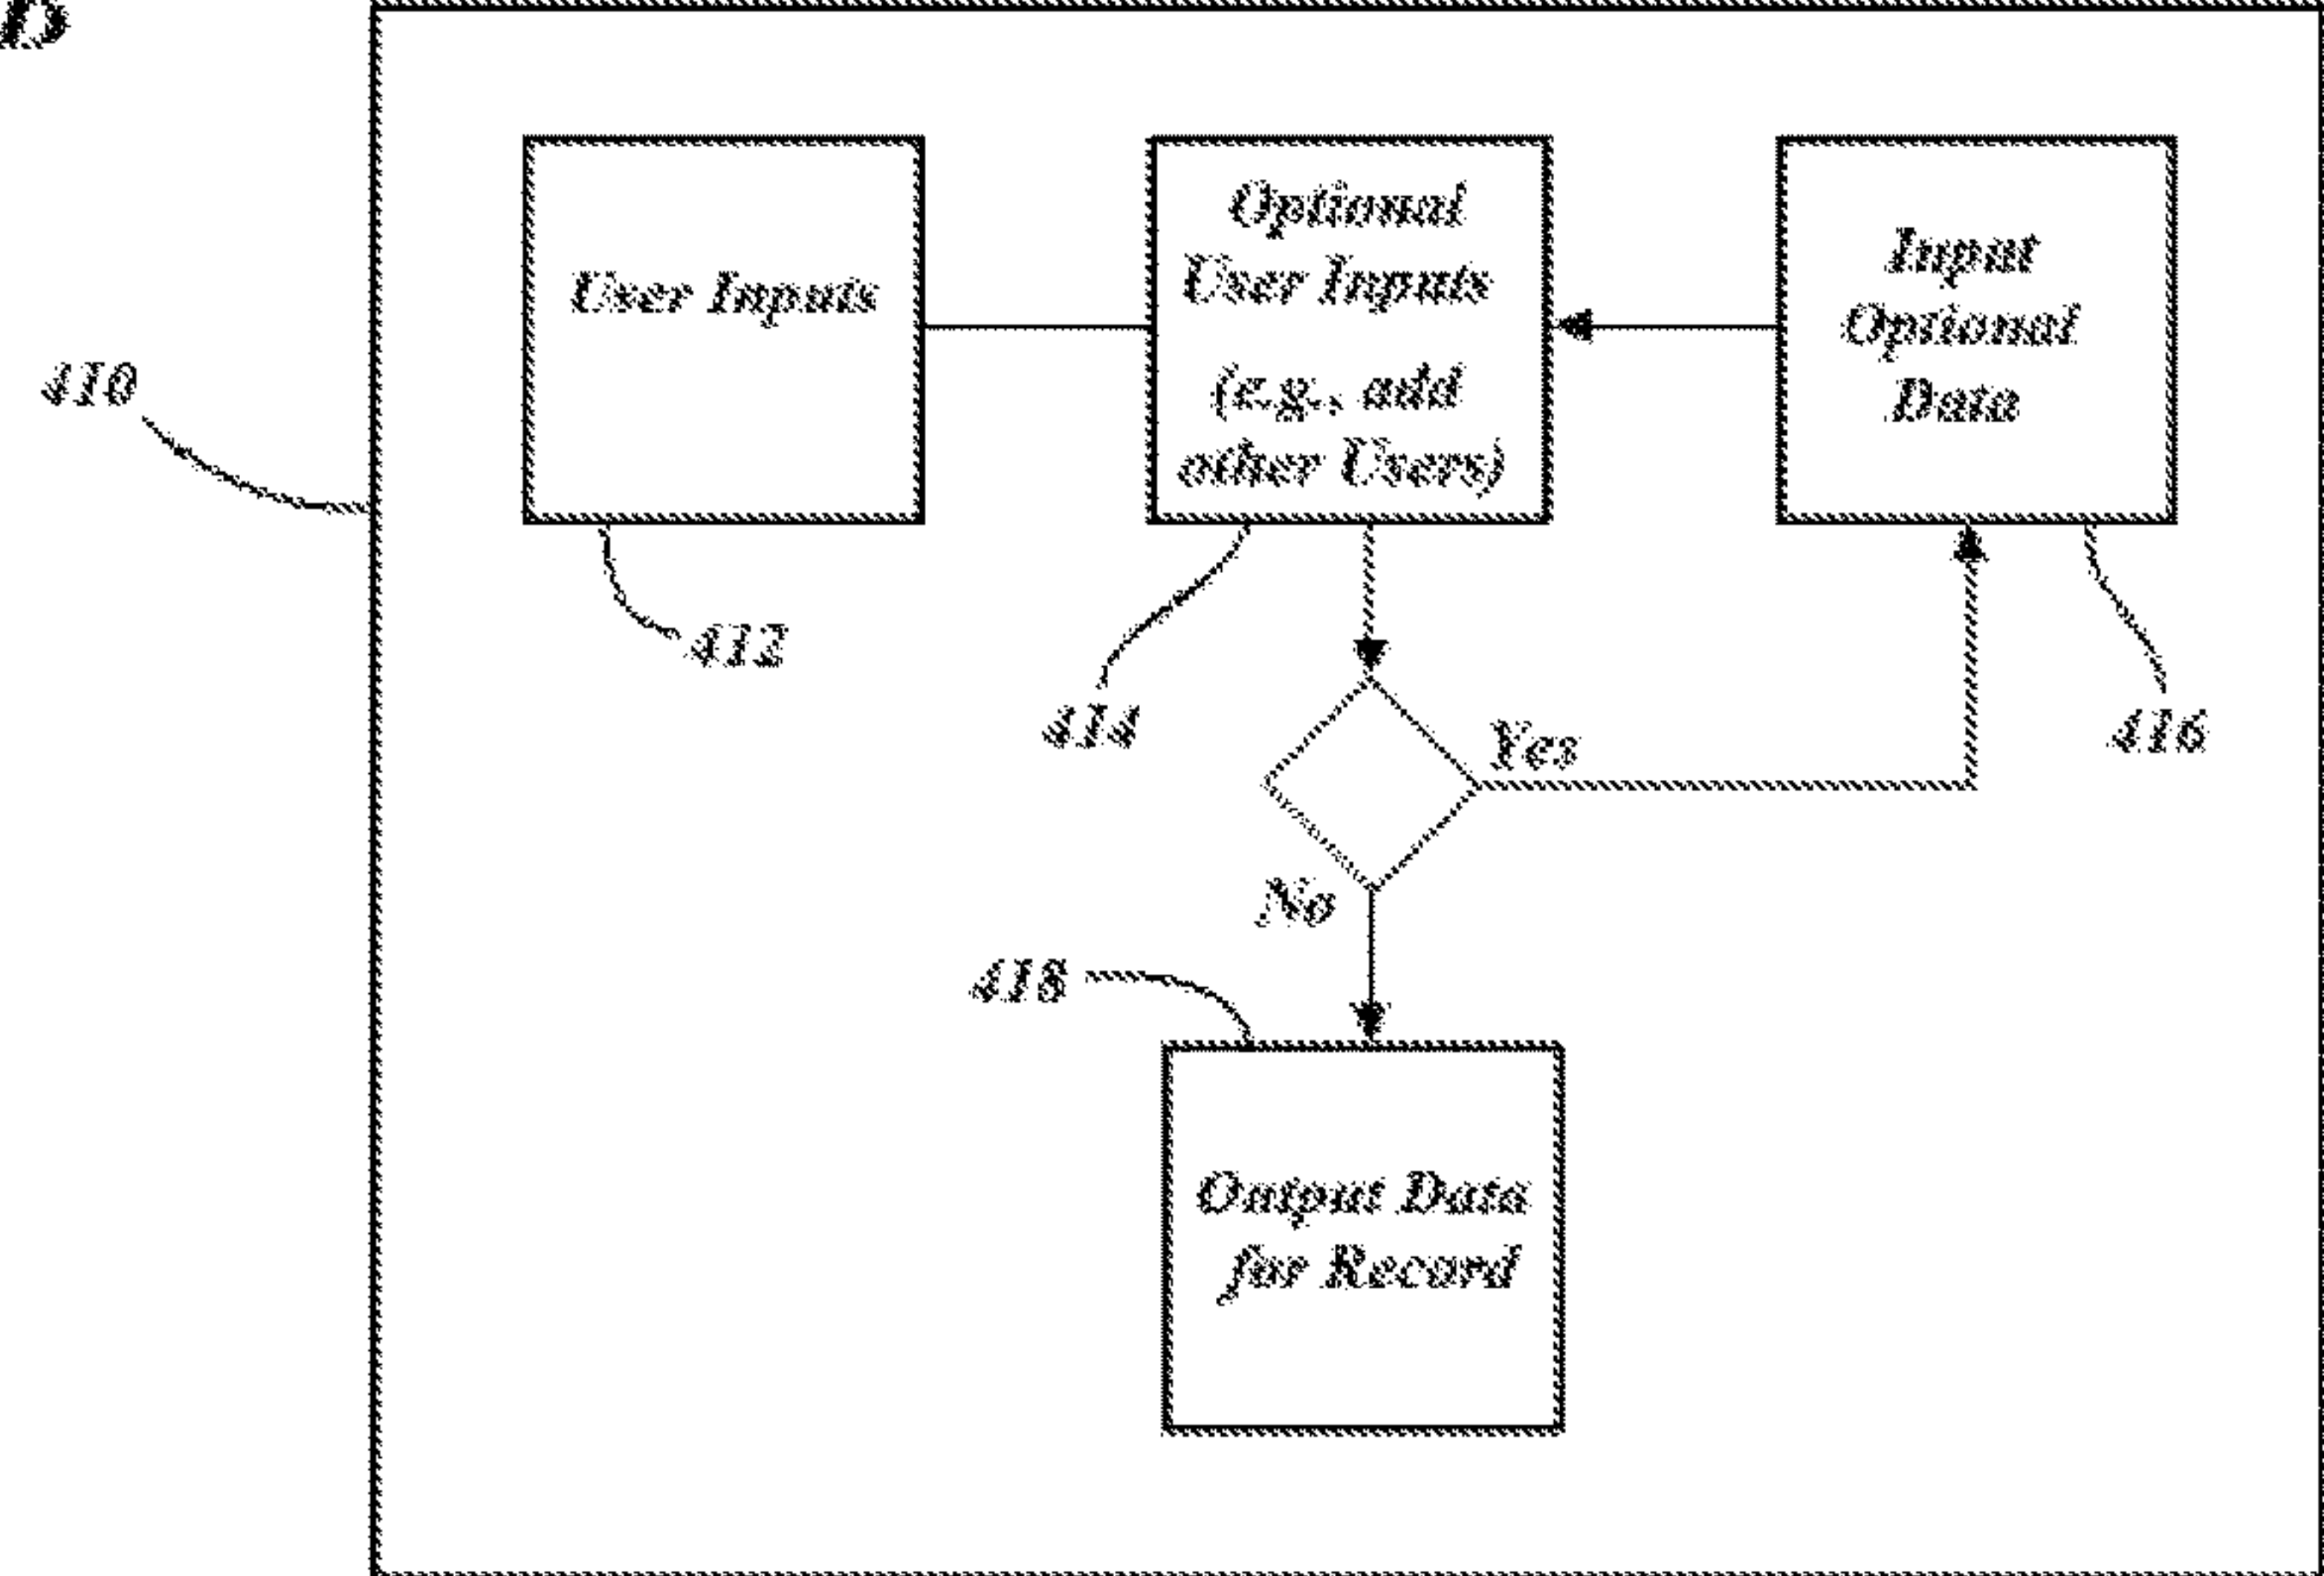 User Inputs
Optional
User Inputs
(e.g., add
other Users)
Input
Optional
Data
410
412
414
Yes
416
No
418
Output Data
for Record